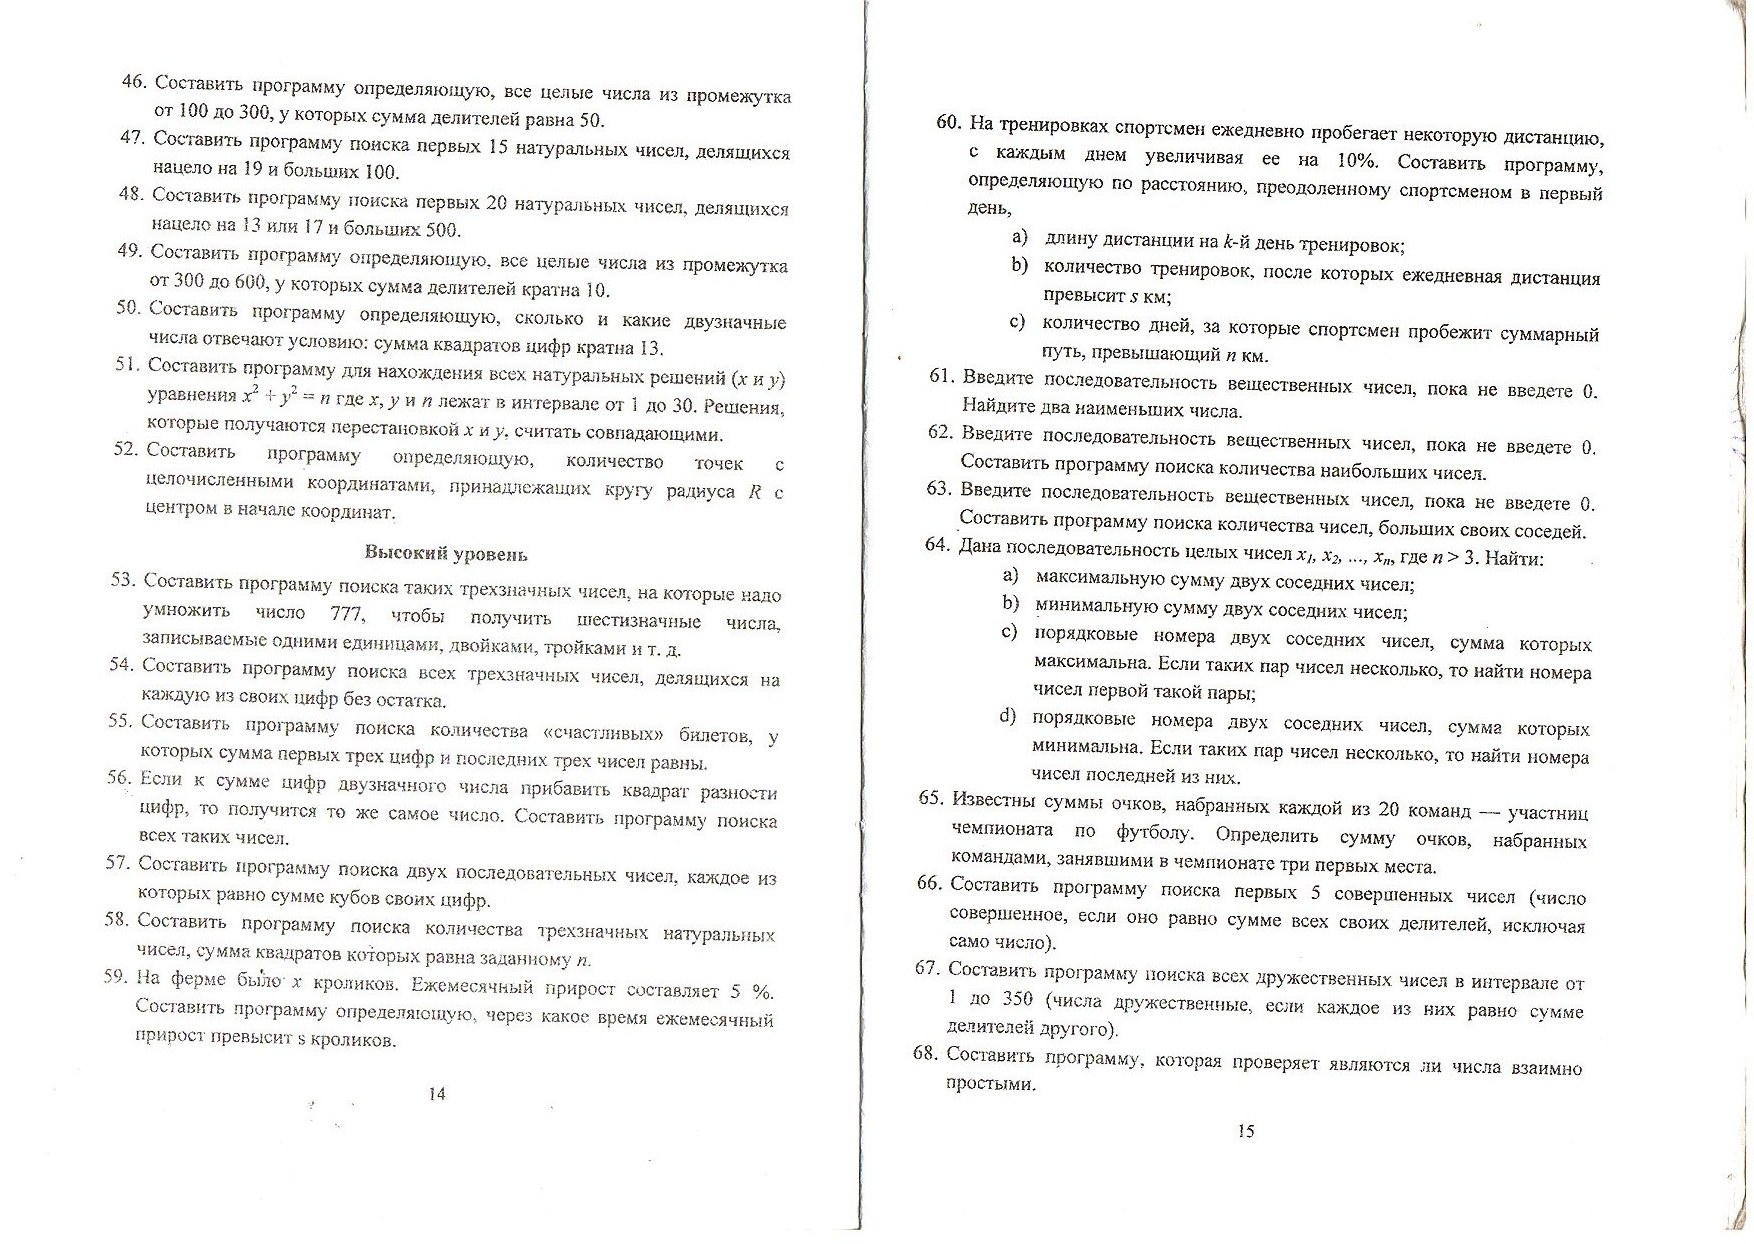 46. Составить программу определяющую, все целые числа из промежутка
от 100 до 300, у которых сумма делителей равна 50.
47. Составить программу поиска первых 15 натуральных чисел, делящихся
нацело на 19 и больших 100.
48. Составить программу поиска первых 20 натуральных чисел, делящихся
нацело на 13 или 17 и больших 500.
49. Составить программу определяющую, все целые числа из промежутка
от 300 до 600, у которых сумма делителей кратна 10.
50. Составить программу определяющую, сколько и какие двузначные
числа отвечают условию: сумма квадратов цифр кратна 13.
51. Составить программу для нахождения всех натуральных решений (x и y)
уравнения x² + y² = n где x, y и n лежат в интервале от 1 до 30. Решения,
которые получаются перестановкой x и y, считать совпадающими.
52. Составить программу определяющую, количество точек с
целочисленными координатами, принадлежащих кругу радиуса R с
центром в начале координат.
Высокий уровень
53. Составить программу поиска таких трехзначных чисел, на которые надо
умножить число 777, чтобы получить шестизначные числа,
записываемые одними единицами, двойками, тройками и т. д.
54. Составить программу поиска всех трехзначных чисел, делящихся на
каждую из своих цифр без остатка.
55. Составить программу поиска количества «счастливых» билетов, у
которых сумма первых трех цифр и последних трех чисел равны.
56. Если к сумме цифр двузначного числа прибавить квадрат разности
цифр, то получится то же самое число. Составить программу поиска
всех таких чисел.
57. Составить программу поиска двух последовательных чисел, каждое из
которых равно сумме кубов своих цифр.
58. Составить программу поиска количества трехзначных натуральных
чисел, сумма квадратов которых равна заданному n.
59. На ферме было x кроликов. Ежемесячный прирост составляет 5 %.
Составить программу определяющую, через какое время ежемесячный
прирост превысит s кроликов.
14
60. На тренировках спортсмен ежедневно пробегает некоторую дистанцию,
с каждым днем увеличивая ее на 10%. Составить программу,
определяющую по расстоянию, преодоленному спортсменом в первый
день,
a) длину дистанции на k-й день тренировок;
b) количество тренировок, после которых ежедневная дистанция
превысит s км;
c) количество дней, за которые спортсмен пробежит суммарный
путь, превышающий n км.
61. Введите последовательность вещественных чисел, пока не введете 0.
Найдите два наименьших числа.
62. Введите последовательность вещественных чисел, пока не введете 0.
Составить программу поиска количества наибольших чисел.
63. Введите последовательность вещественных чисел, пока не введете 0.
Составить программу поиска количества чисел, больших своих соседей.
64. Дана последовательность целых чисел x₁, x₂, ..., xₙ, где n > 3. Найти:
a) максимальную сумму двух соседних чисел;
b) минимальную сумму двух соседних чисел;
c) порядковые номера двух соседних чисел, сумма которых
максимальна. Если таких пар чисел несколько, то найти номера
чисел первой такой пары;
d) порядковые номера двух соседних чисел, сумма которых
минимальна. Если таких пар чисел несколько, то найти номера
чисел последней из них.
65. Известны суммы очков, набранных каждой из 20 команд — участниц
чемпионата по футболу. Определить сумму очков, набранных
командами, занявшими в чемпионате три первых места.
66. Составить программу поиска первых 5 совершенных чисел (число
совершенное, если оно равно сумме всех своих делителей, исключая
само число).
67. Составить программу поиска всех дружественных чисел в интервале от
1 до 350 (числа дружественные, если каждое из них равно сумме
делителей другого).
68. Составить программу, которая проверяет являются ли числа взаимно
простыми.
15